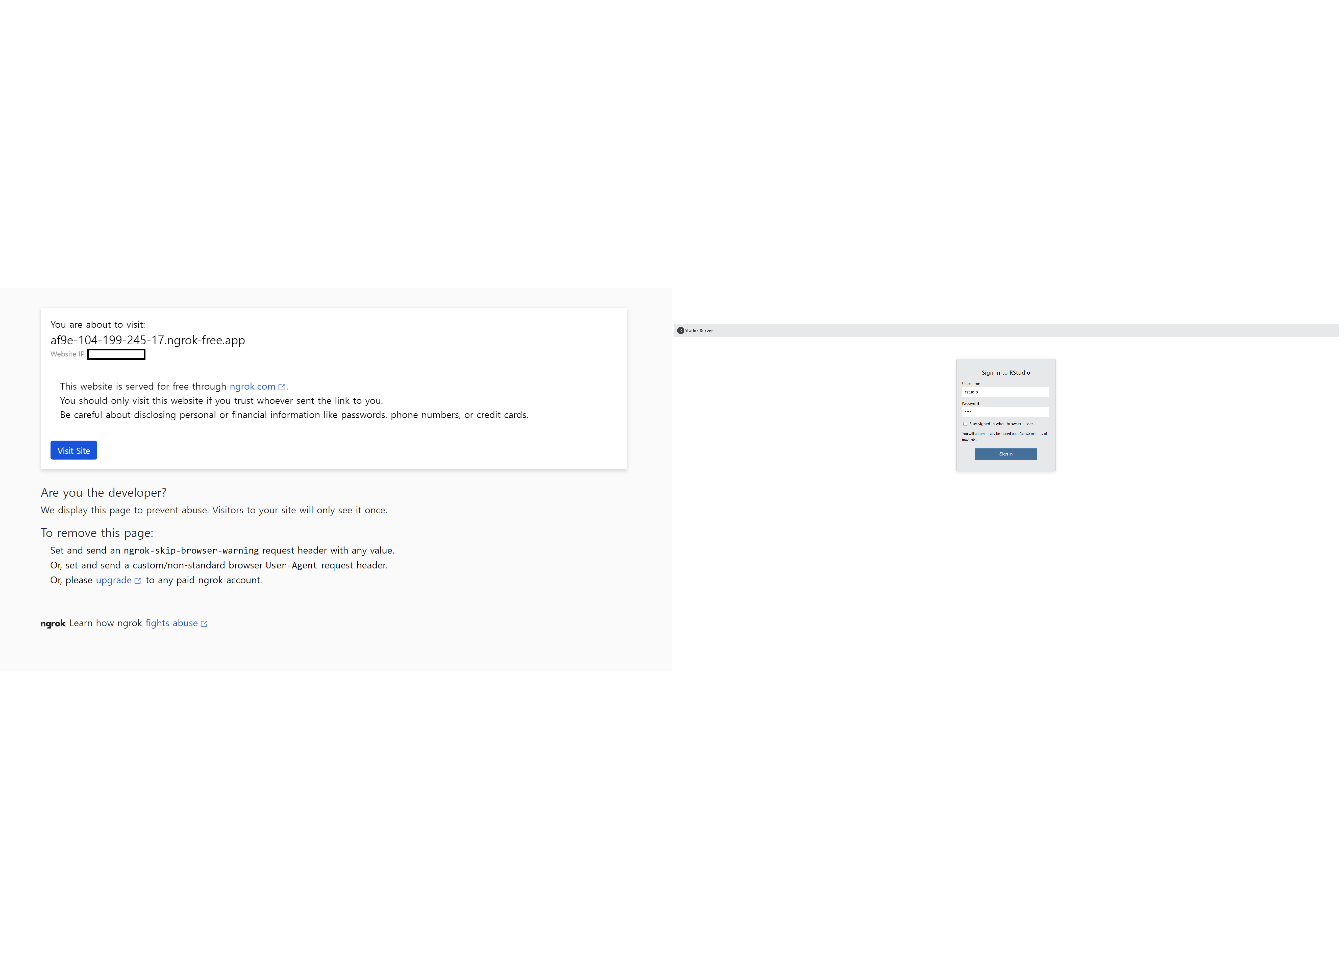 You are about to visit:
af9e-104-199-245-17.ngrok-free.app
Website IP:
This website is served for free through ngrok.com.
You should only visit this website if you trust whoever sent the link to you.
Be careful about disclosing personal or financial information like passwords, phone numbers, or credit cards.
Visit Site
Are you the developer?
We display this page to prevent abuse. Visitors to your site will only see it once.
To remove this page:
Set and send an ngrok-skip-browser-warning request header with any value.
Or, set and send a custom/non-standard browser User-Agent request header.
Or, please upgrade to any paid ngrok account.
ngrok Learn how ngrok fights abuse
Sign in RStudio
Password
Sign In